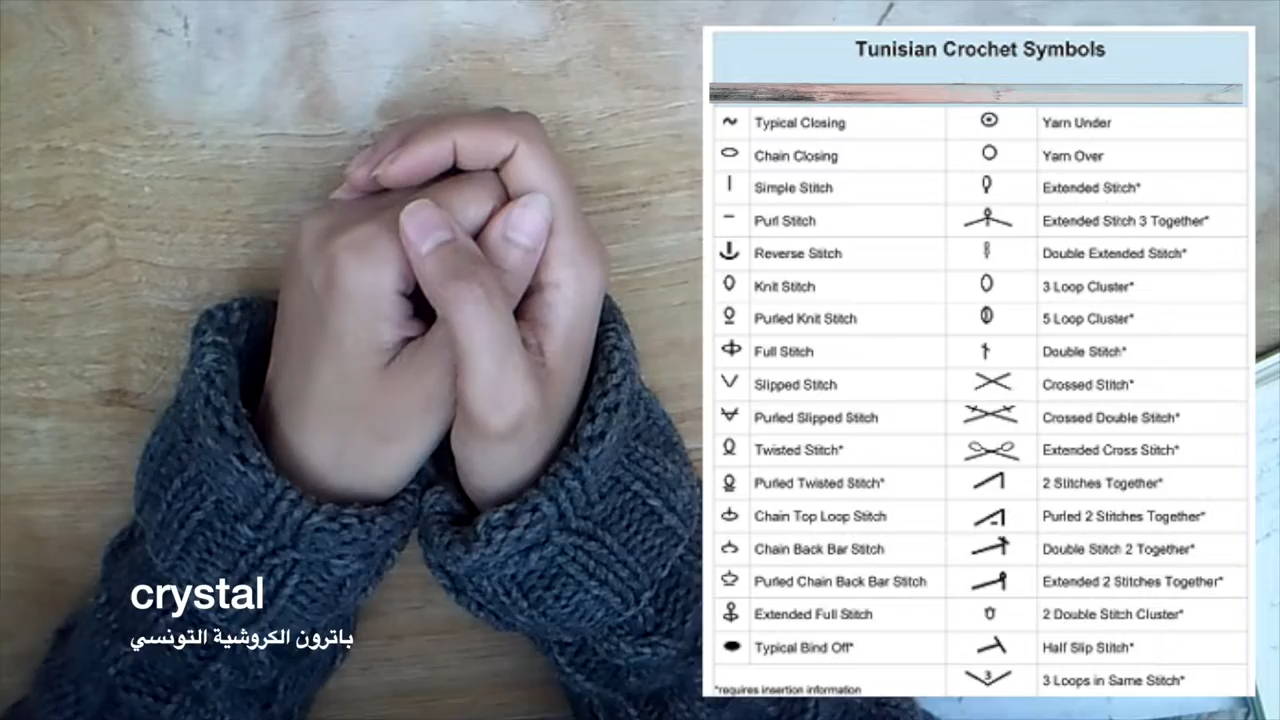 Tunisian Crochet Symbols
Typical Closing
Yarn Under
Chain Closing
Yarn Over
Simple Stitch
Extended Stitch*
Purl Stitch
Extended Stitch 3 Together*
Reverse Stitch
Double Extended Stitch*
Knit Stitch
3 Loop Cluster*
Purled Knit Stitch
5 Loop Cluster*
Full Stitch
Double Stitch*
Slipped Stitch
Crossed Stitch*
Purled Slipped Stitch
Crossed Double Stitch*
Twisted Stitch*
Extended Cross Stitch*
Purled Twisted Stitch*
2 Stitches Together*
Chain Top Loop Stitch
Purled 2 Stitches Together*
Chain Back Bar Stitch
Double Stitch 2 Together*
Purled Chain Back Bar Stitch
Extended 2 Stitches Together*
Extended Full Stitch
2 Double Stitch Cluster*
Typical Bind Off*
Half Slip Stitch*
3
3 Loops in Same Stitch*
*requires insertion information
crystal
باترون الكروشية التونسي